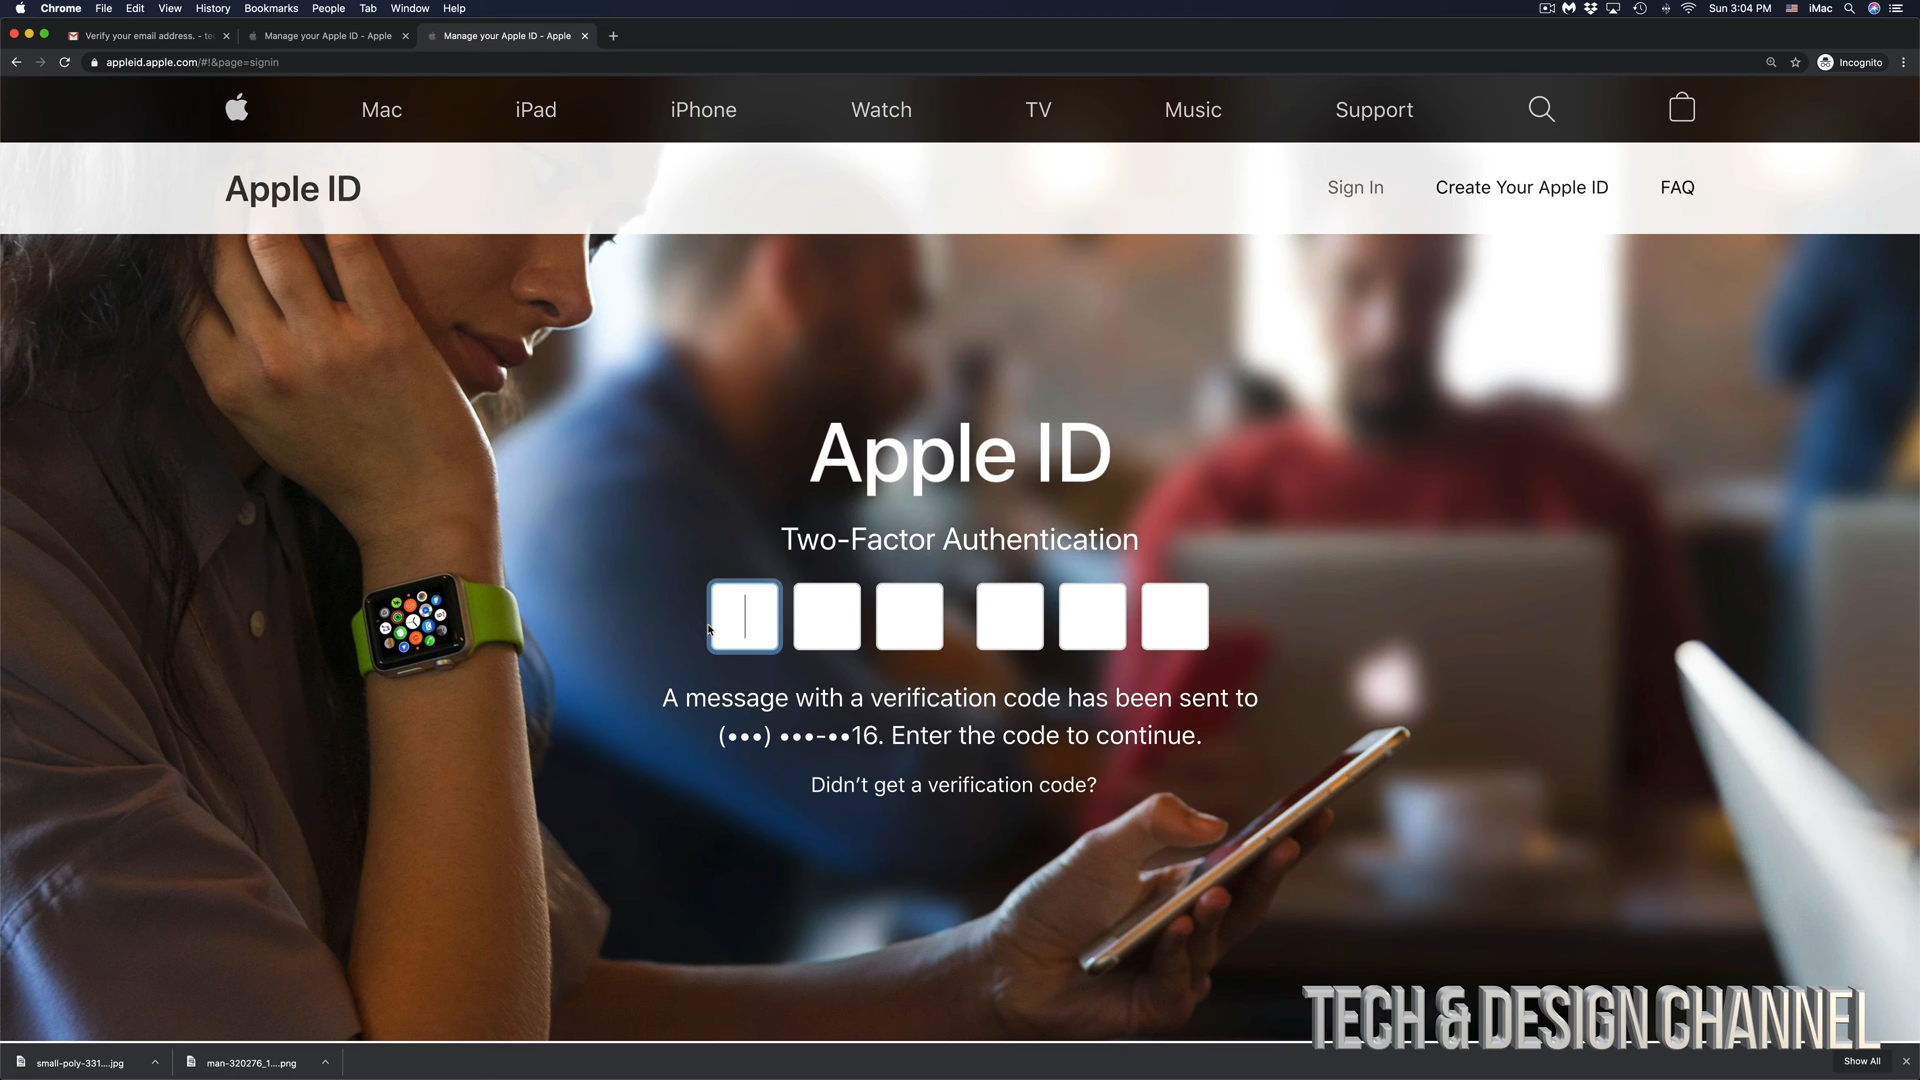 Chrome File Edit View History Bookmarks People Tab Window Help
Sun 3:04 PM iMac
Verify your email address. - tec
Manage your Apple ID - Apple
Manage your Apple ID - Apple
appleid.apple.com/#!&page=signin
Incognito
Mac iPad iPhone Watch TV Music Support
Apple ID
Sign In Create Your Apple ID FAQ
Apple ID
Two-Factor Authentication
A message with a verification code has been sent to
(•••) •••-••16. Enter the code to continue.
Didn’t get a verification code?
TECH & DESIGN CHANNEL
small-poly-331....jpg
man-320276_1....png
Show All